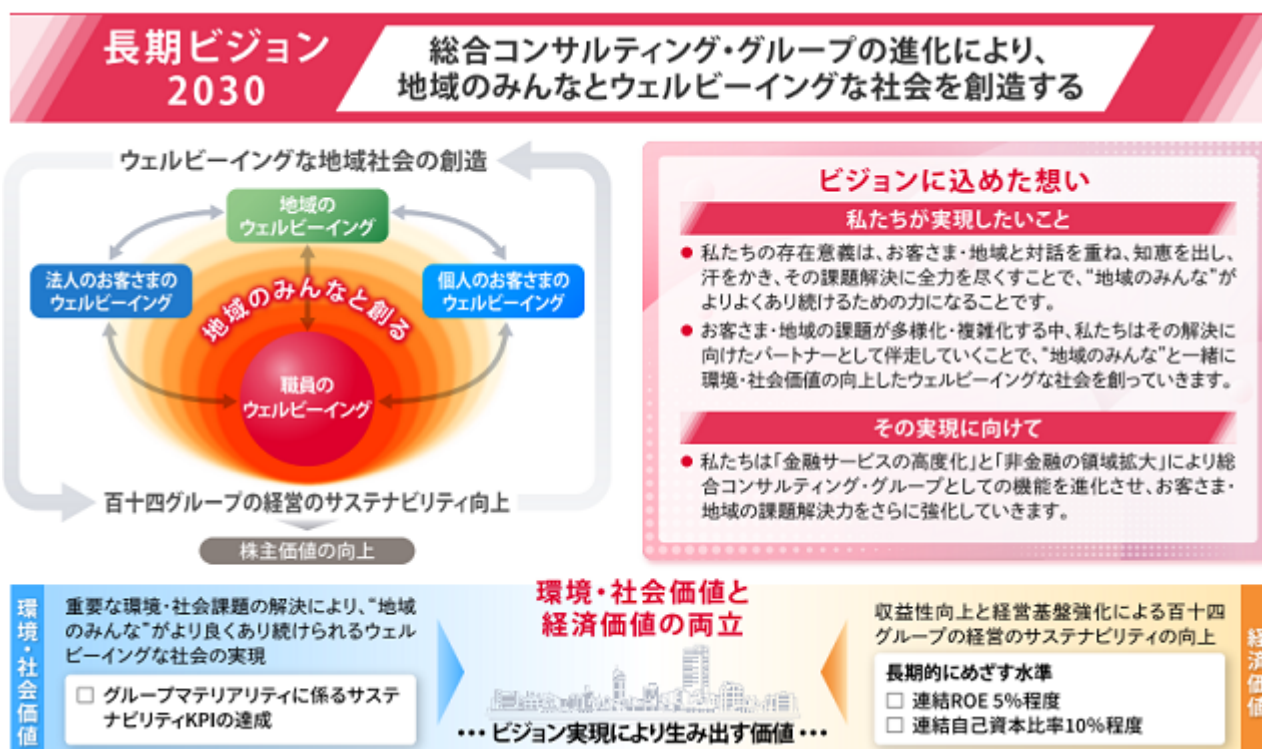 長期ビジョン
2030
総合コンサルティング・グループの進化により、
地域のみんなとウェルビーイングな社会を創造する
ウェルビーイングな地域社会の創造
地域の
ウェルビーイング
法人のお客さまの
ウェルビーイング
個人のお客さまの
ウェルビーイング
地域のみんなと創る
職員の
ウェルビーイング
百十四グループの経営のサステナビリティ向上
株主価値の向上
ビジョンに込めた想い
私たちが実現したいこと
● 私たちの存在意義は、お客さま・地域と対話を重ね、知恵を出し、
汗をかき、その課題解決に全力を尽くすことで、“地域のみんな”が
よりよくあり続けるための力になることです。
● お客さま・地域の課題が多様化・複雑化する中、私たちはその解決に
向けたパートナーとして伴走していくことで、“地域のみんな”と一緒に
環境・社会価値の向上したウェルビーイングな社会を創っていきます。
その実現に向けて
● 私たちは「金融サービスの高度化」と「非金融の領域拡大」により総
合コンサルティング・グループとしての機能を進化させ、お客さま・
地域の課題解決力をさらに強化していきます。
環境・社会価値
重要な環境・社会課題の解決により、“地域
のみんな”がより良くあり続けられるウェル
ビーイングな社会の実現
□ グループマテリアリティに係るサステ
ナビリティKPIの達成
環境・社会価値と
経済価値の両立
••• ビジョン実現により生み出す価値 •••
収益性向上と経営基盤強化による百十四
グループの経営のサステナビリティの向上
長期的にめざす水準
□ 連結ROE 5%程度
□ 連結自己資本比率10%程度
経済価値